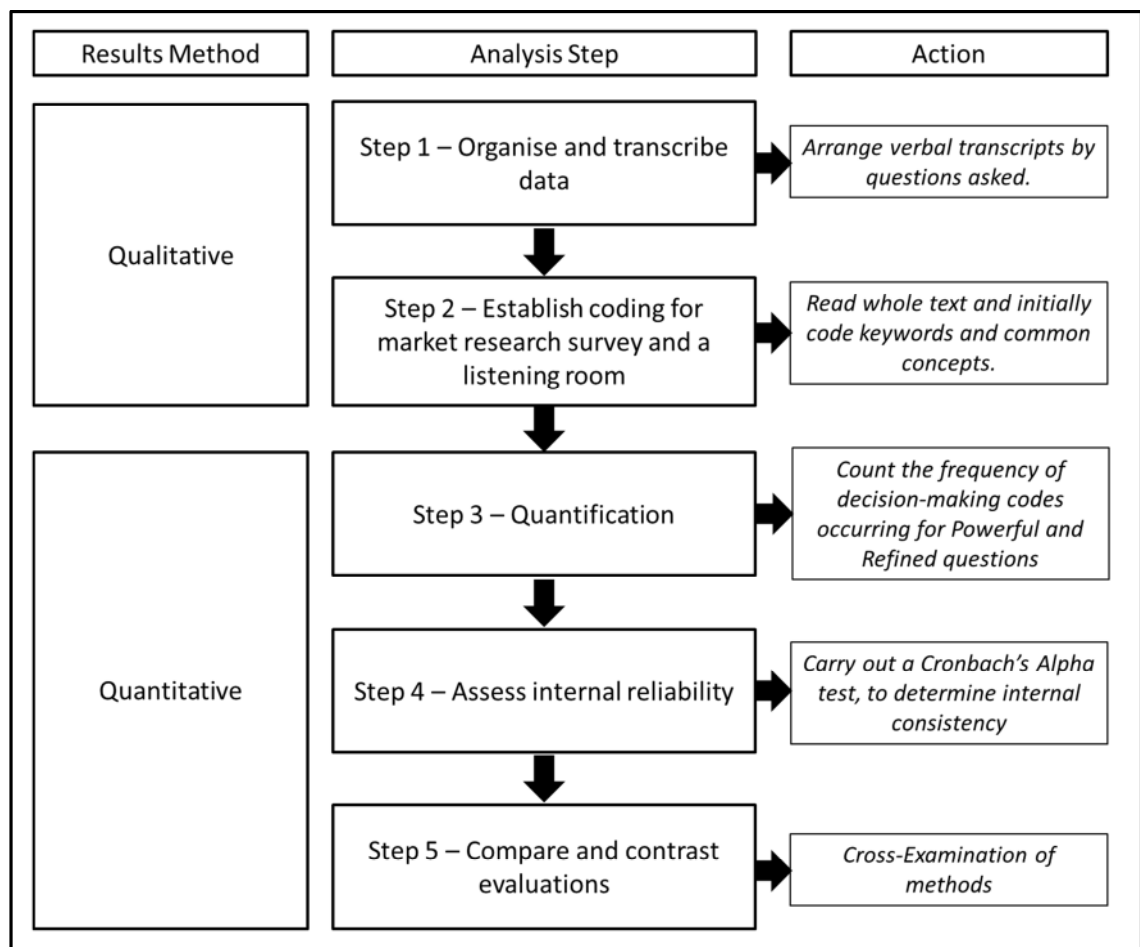 Results Method
Analysis Step
Action
Qualitative
Step 1 – Organise and transcribe
data
Arrange verbal transcripts by
questions asked.
Step 2 – Establish coding for
market research survey and a
listening room
Read whole text and initially
code keywords and common
concepts.
Quantitative
Step 3 – Quantification
Count the frequency of
decision-making codes
occurring for Powerful and
Refined questions
Step 4 – Assess internal reliability
Carry out a Cronbach’s Alpha
test, to determine internal
consistency
Step 5 – Compare and contrast
evaluations
Cross-Examination of
methods